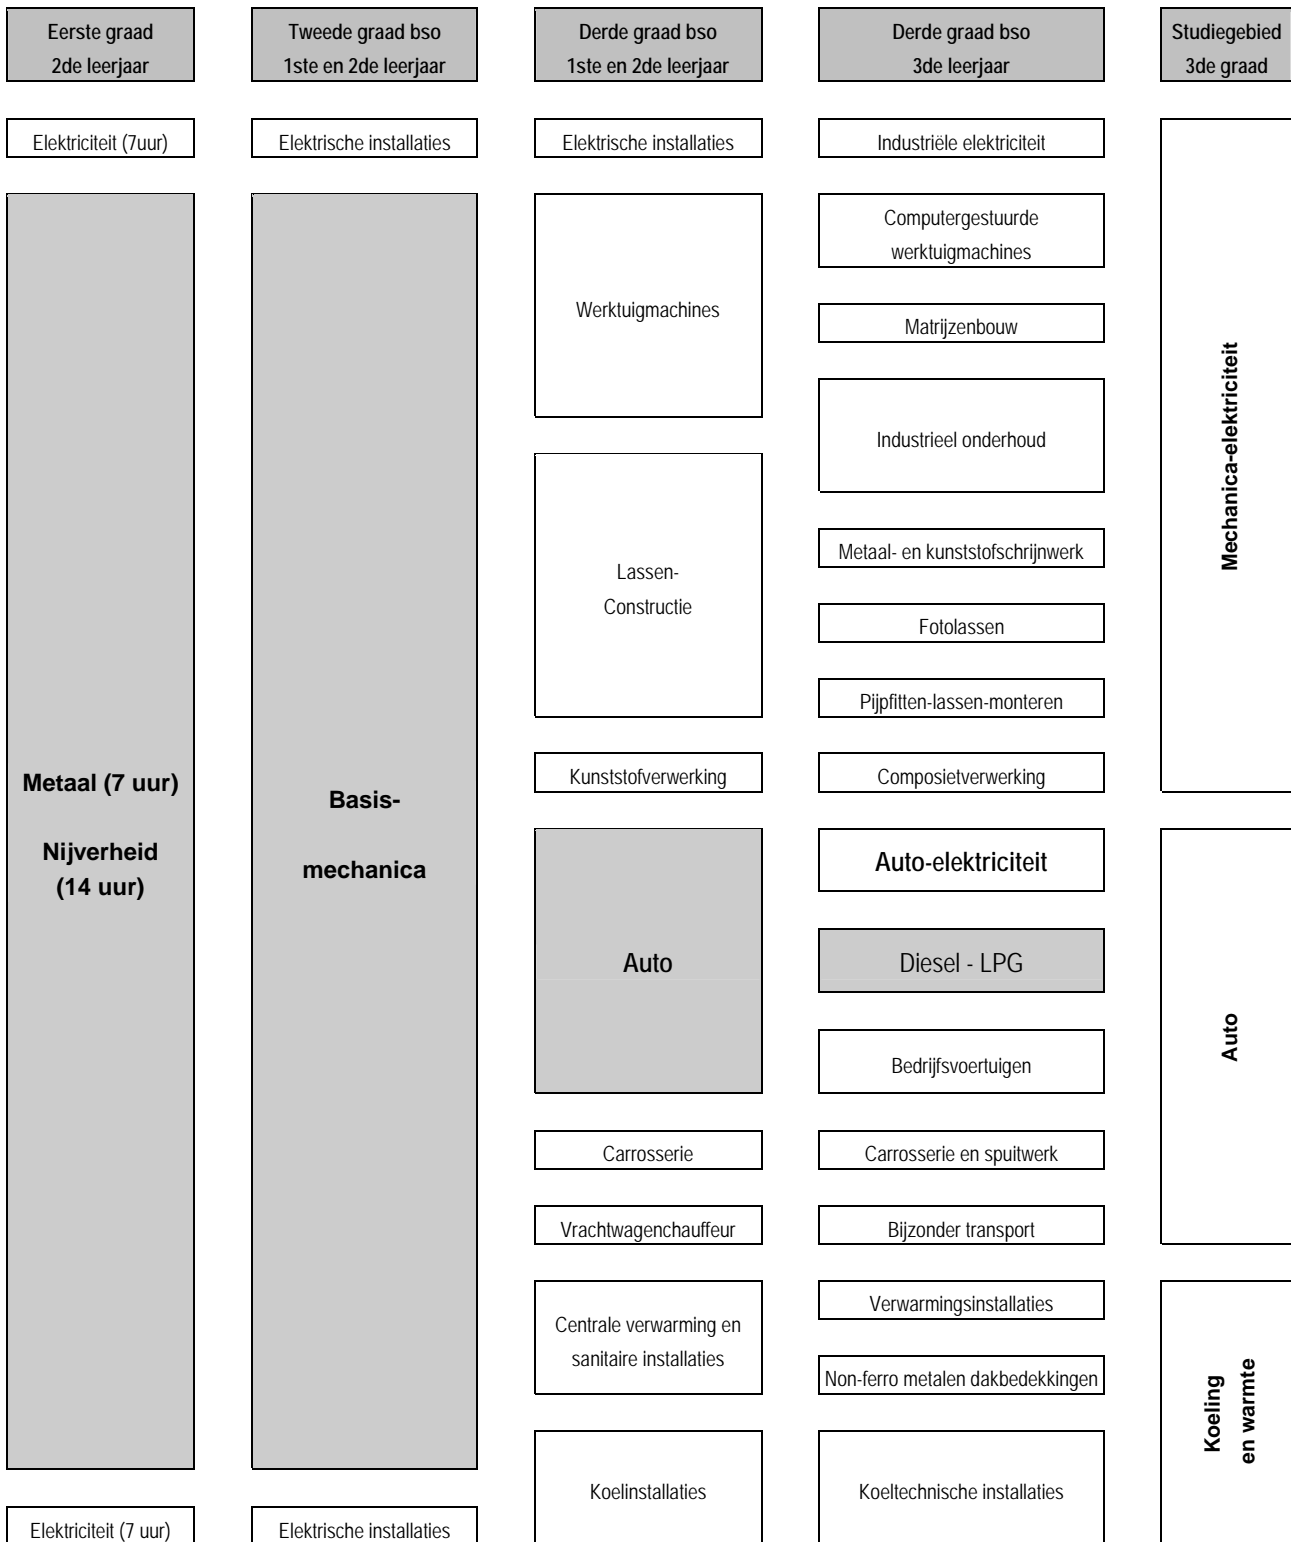 Eerste graad
2de leerjaar
Tweede graad bso
1ste en 2de leerjaar
Derde graad bso
1ste en 2de leerjaar
Derde graad bso
3de leerjaar
Studiegebied
3de graad
Elektriciteit (7uur)
Elektrische installaties
Elektrische installaties
Industriële elektriciteit
Metaal (7 uur)
Nijverheid
(14 uur)
Basis-
mechanica
Werktuigmachines
Computergestuurde
werktuigmachines
Matrijzenbouw
Industrieel onderhoud
Lassen-
Constructie
Metaal- en kunststofschrijnwerk
Fotolassen
Pijpfitten-lassen-monteren
Kunststofverwerking
Composietverwerking
Mechanica-elektriciteit
Auto
Auto-elektriciteit
Diesel - LPG
Bedrijfsvoertuigen
Carrosserie
Carrosserie en spuitwerk
Vrachtwagenchauffeur
Bijzonder transport
Auto
Centrale verwarming en
sanitaire installaties
Verwarmingsinstallaties
Non-ferro metalen dakbedekkingen
Koelinstallaties
Koeltechnische installaties
Koeling
en warmte
Elektriciteit (7 uur)
Elektrische installaties